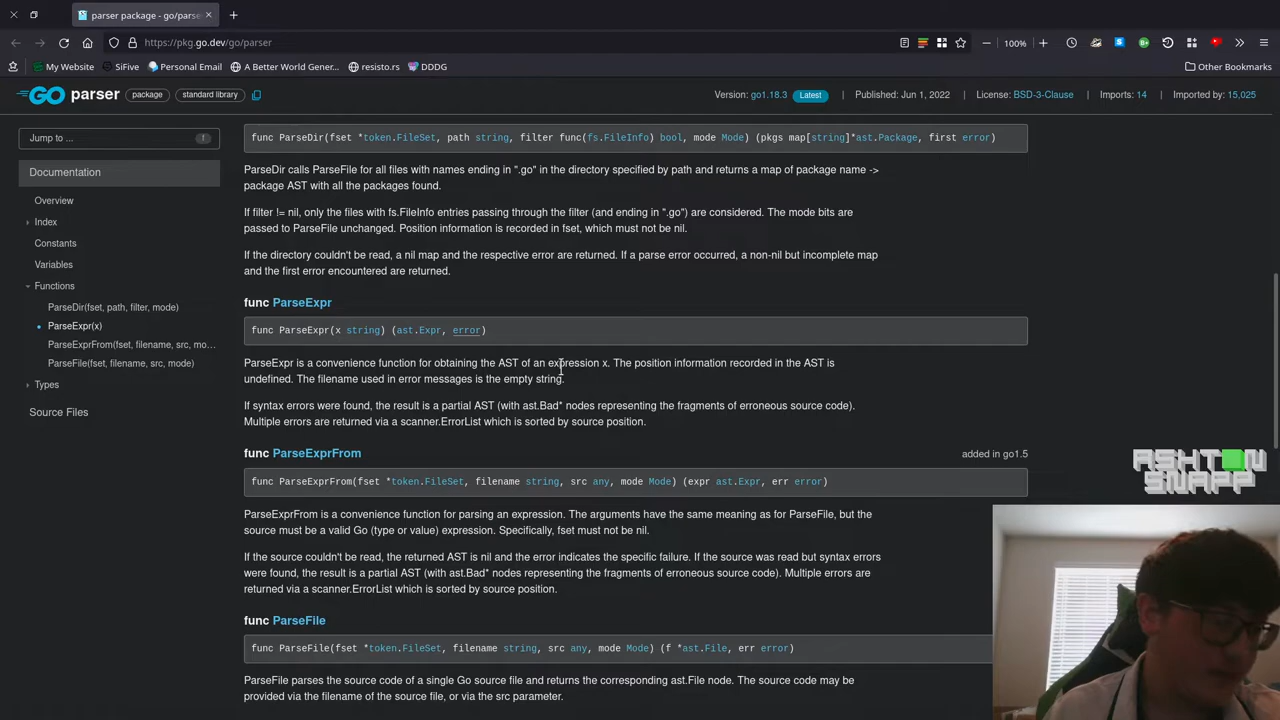 parser package - go/parse
https://pkg.go.dev/go/parser
100%
My Website
SiFive
Personal Email
A Better World Gener...
resisto.rs
DDDG
Other Bookmarks
GO parser package standard library
Version: go1.18.3 Latest
Published: Jun 1, 2022
License: BSD-3-Clause
Imports: 14
Imported by: 15,025
Jump to ...
f
Documentation
Overview
Index
Constants
Variables
Functions
ParseDir(fset, path, filter, mode)
ParseExpr(x)
ParseExprFrom(fset, filename, src, mo...
ParseFile(fset, filename, src, mode)
Types
Source Files
func ParseDir(fset *token.FileSet, path string, filter func(fs.FileInfo) bool, mode Mode) (pkgs map[string]*ast.Package, first error)
ParseDir calls ParseFile for all files with names ending in ".go" in the directory specified by path and returns a map of package name ->
package AST with all the packages found.
If filter != nil, only the files with fs.FileInfo entries passing through the filter (and ending in ".go") are considered. The mode bits are
passed to ParseFile unchanged. Position information is recorded in fset, which must not be nil.
If the directory couldn't be read, a nil map and the respective error are returned. If a parse error occurred, a non-nil but incomplete map
and the first error encountered are returned.
func ParseExpr
func ParseExpr(x string) (ast.Expr, error)
ParseExpr is a convenience function for obtaining the AST of an expression x. The position information recorded in the AST is
undefined. The filename used in error messages is the empty string.
If syntax errors were found, the result is a partial AST (with ast.Bad* nodes representing the fragments of erroneous source code).
Multiple errors are returned via a scanner.ErrorList which is sorted by source position.
func ParseExprFrom
added in go1.5
func ParseExprFrom(fset *token.FileSet, filename string, src any, mode Mode) (expr ast.Expr, err error)
ParseExprFrom is a convenience function for parsing an expression. The arguments have the same meaning as for ParseFile, but the
source must be a valid Go (type or value) expression. Specifically, fset must not be nil.
If the source couldn't be read, the returned AST is nil and the error indicates the specific failure. If the source was read but syntax errors
were found, the result is a partial AST (with ast.Bad* nodes representing the fragments of erroneous source code). Multiple errors are
returned via a scanner.ErrorList which is sorted by source position.
func ParseFile
func ParseFile(fset *token.FileSet, filename string, src any, mode Mode) (f *ast.File, err error)
ParseFile parses the source code of a single Go source file and returns the corresponding ast.File node. The source code may be
provided via the filename of the source file, or via the src parameter.
ASHTON
SNAPP